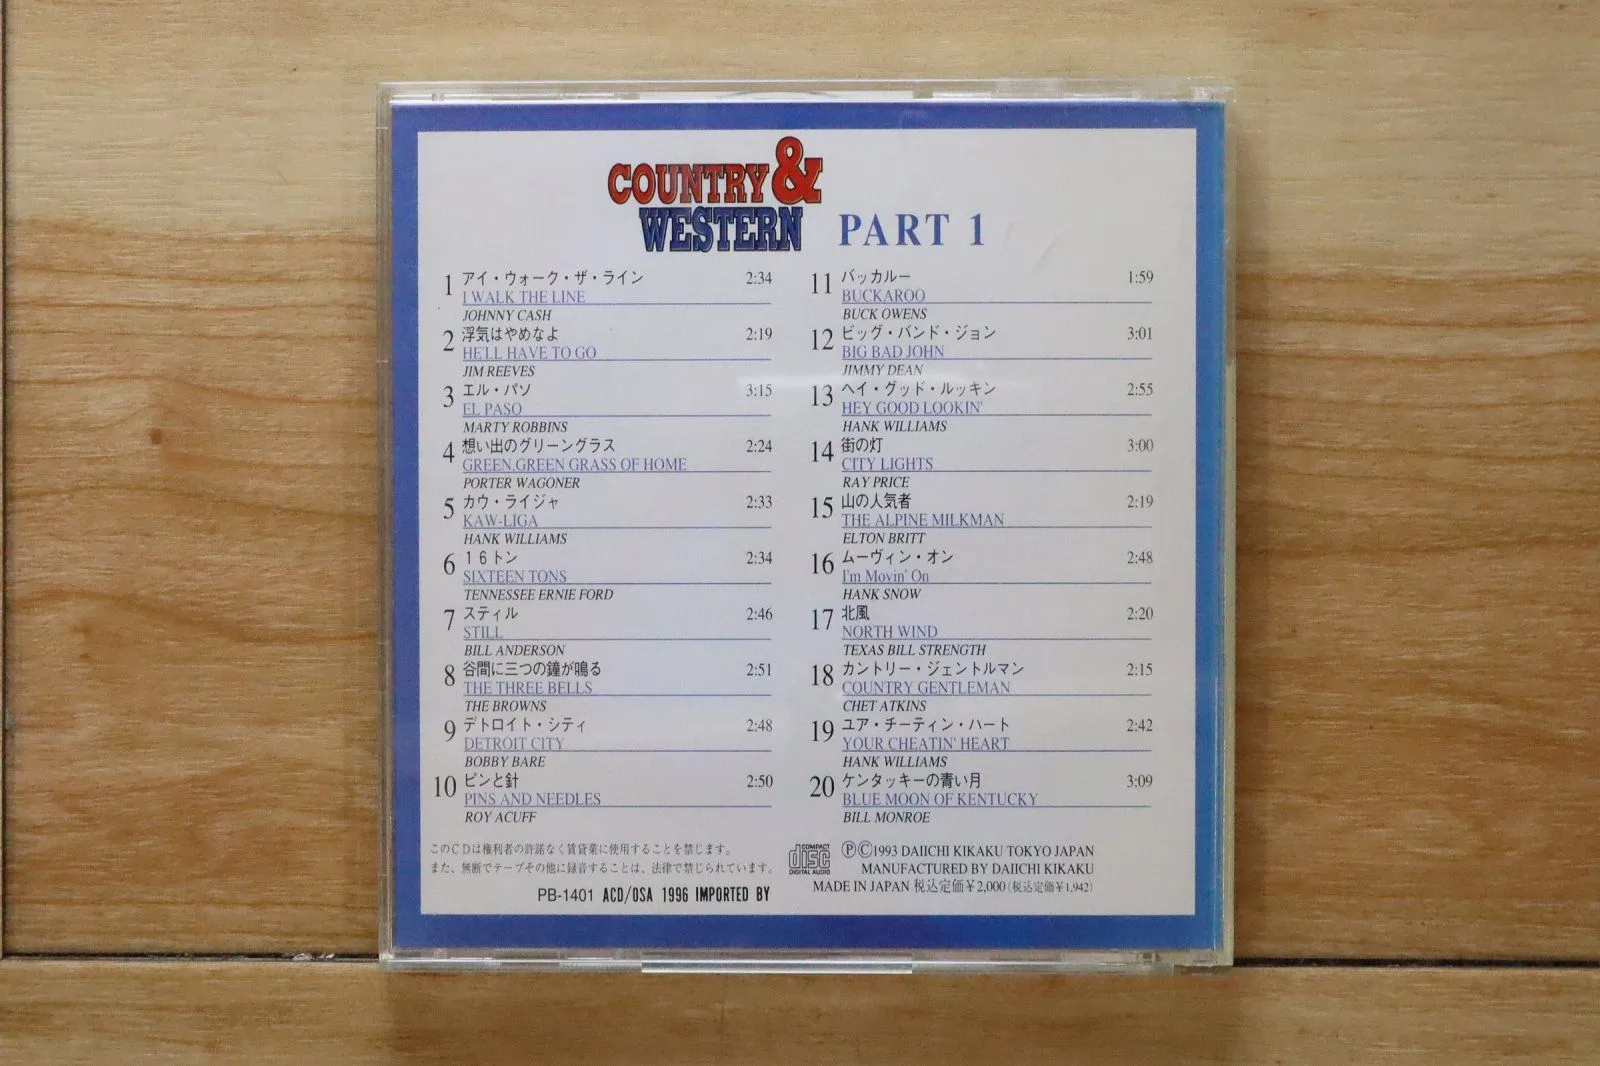 COUNTRY &
WESTERN PART 1
1 アイ・ウォーク・ザ・ライン 2:34
I WALK THE LINE
JOHNNY CASH
2 浮気はやめなよ 2:19
HE'LL HAVE TO GO
JIM REEVES
3 エル・パソ 3:15
EL PASO
MARTY ROBBINS
4 想い出のグリーングラス 2:24
GREEN,GREEN GRASS OF HOME
PORTER WAGONER
5 カウ・ライジャ 2:33
KAW-LIGA
HANK WILLIAMS
6 16トン 2:34
SIXTEEN TONS
TENNESSEE ERNIE FORD
7 スティル 2:46
STILL
BILL ANDERSON
8 谷間に三つの鐘が鳴る 2:51
THE THREE BELLS
THE BROWNS
9 デトロイト・シティ 2:48
DETROIT CITY
BOBBY BARE
10 ピンと針 2:50
PINS AND NEEDLES
ROY ACUFF
11 バッカルー 1:59
BUCKAROO
BUCK OWENS
12 ビッグ・バンド・ジョン 3:01
BIG BAD JOHN
JIMMY DEAN
13 ヘイ・グッド・ルッキン 2:55
HEY GOOD LOOKIN'
HANK WILLIAMS
14 街の灯 3:00
CITY LIGHTS
RAY PRICE
15 山の人気者 2:19
THE ALPINE MILKMAN
ELTON BRITT
16 ムーヴィン・オン 2:48
I'm Movin' On
HANK SNOW
17 北風 2:20
NORTH WIND
TEXAS BILL STRENGTH
18 カントリー・ジェントルマン 2:15
COUNTRY GENTLEMAN
CHET ATKINS
19 ユア・チーティン・ハート 2:42
YOUR CHEATIN' HEART
HANK WILLIAMS
20 ケンタッキーの青い月 3:09
BLUE MOON OF KENTUCKY
BILL MONROE
このCDは権利者の許諾なく賃貸業に使用することを禁じます。
また、無断でテープその他に録音することは、法律で禁じられています。
PB-1401 ACD/OSA 1996 IMPORTED BY
COMPACT
disc
DIGITAL AUDIO
ⓅⒸ1993 DAIICHI KIKAKU TOKYO JAPAN
MANUFACTURED BY DAIICHI KIKAKU
MADE IN JAPAN 税込定価¥2,000(税込定価¥1,942)